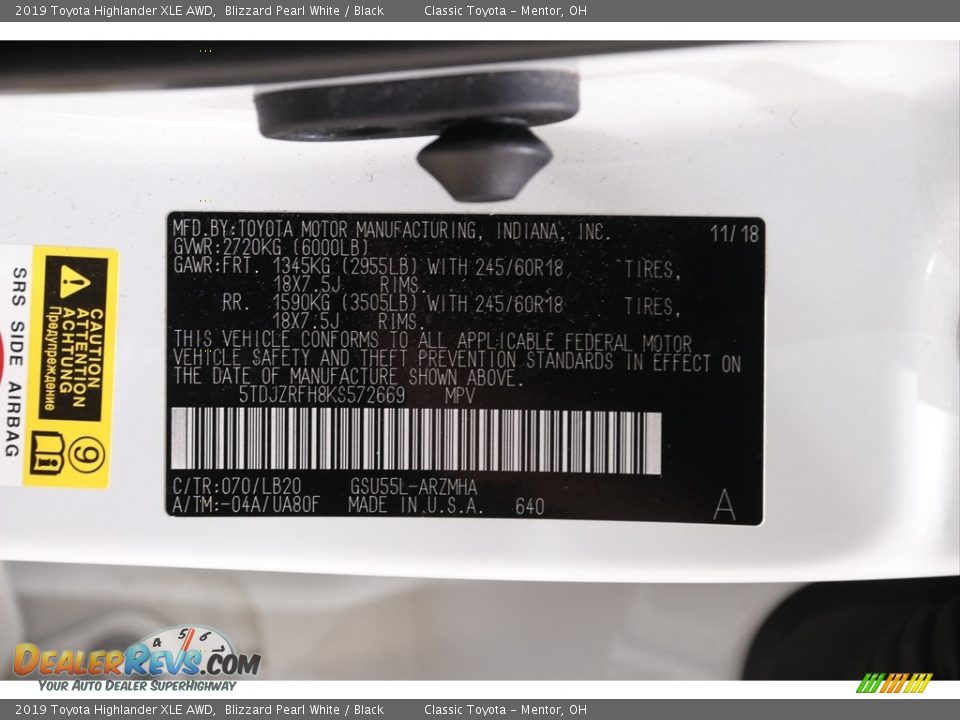 2019 Toyota Highlander XLE AWD, Blizzard Pearl White / Black Classic Toyota - Mentor, OH
MFD.BY:TOYOTA MOTOR MANUFACTURING, INDIANA, INC. 11/18
GVWR:2720KG (6000LB)
GAWR:FRT. 1345KG (2955LB) WITH 245/60R18 TIRES,
18X7.5J RIMS.
RR. 1590KG (3505LB) WITH 245/60R18 TIRES,
18X7.5J RIMS.
THIS VEHICLE CONFORMS TO ALL APPLICABLE FEDERAL MOTOR
VEHICLE SAFETY AND THEFT PREVENTION STANDARDS IN EFFECT ON
THE DATE OF MANUFACTURE SHOWN ABOVE.
5TDJZRFH8KS572669 MPV
C/TR:070/LB20 GSU55L-ARZMHA
A/TM:-04A/UA80F MADE IN U.S.A. 640
A
CAUTION
ATTENTION
ACHTUNG
Предупреждение
9
SRS SIDE AIRBAG
4 5 6 7
DealerRevs.com
Your Auto Dealer SuperHighway
2019 Toyota Highlander XLE AWD, Blizzard Pearl White / Black Classic Toyota - Mentor, OH